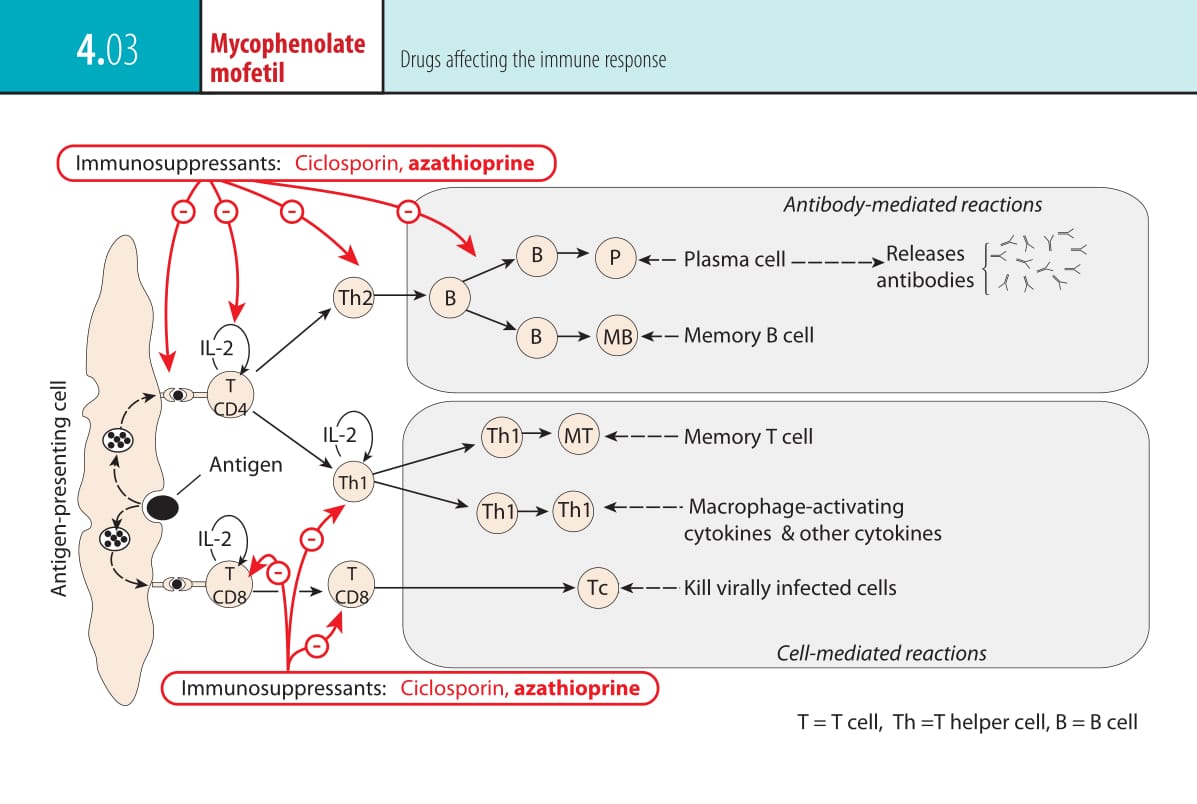 4.03
Mycophenolate
mofetil
Drugs affecting the immune response
Immunosuppressants: Ciclosporin, azathioprine
Antibody-mediated reactions
B
P
Plasma cell
Releases
antibodies
Th2
B
B
MB
Memory B cell
IL-2
T
CD4
Antigen-presenting cell
Antigen
IL-2
Th1
Th1
MT
Memory T cell
Th1
Th1
Macrophage-activating
cytokines & other cytokines
IL-2
T
CD8
T
CD8
Tc
Kill virally infected cells
Cell-mediated reactions
Immunosuppressants: Ciclosporin, azathioprine
T = T cell, Th =T helper cell, B = B cell